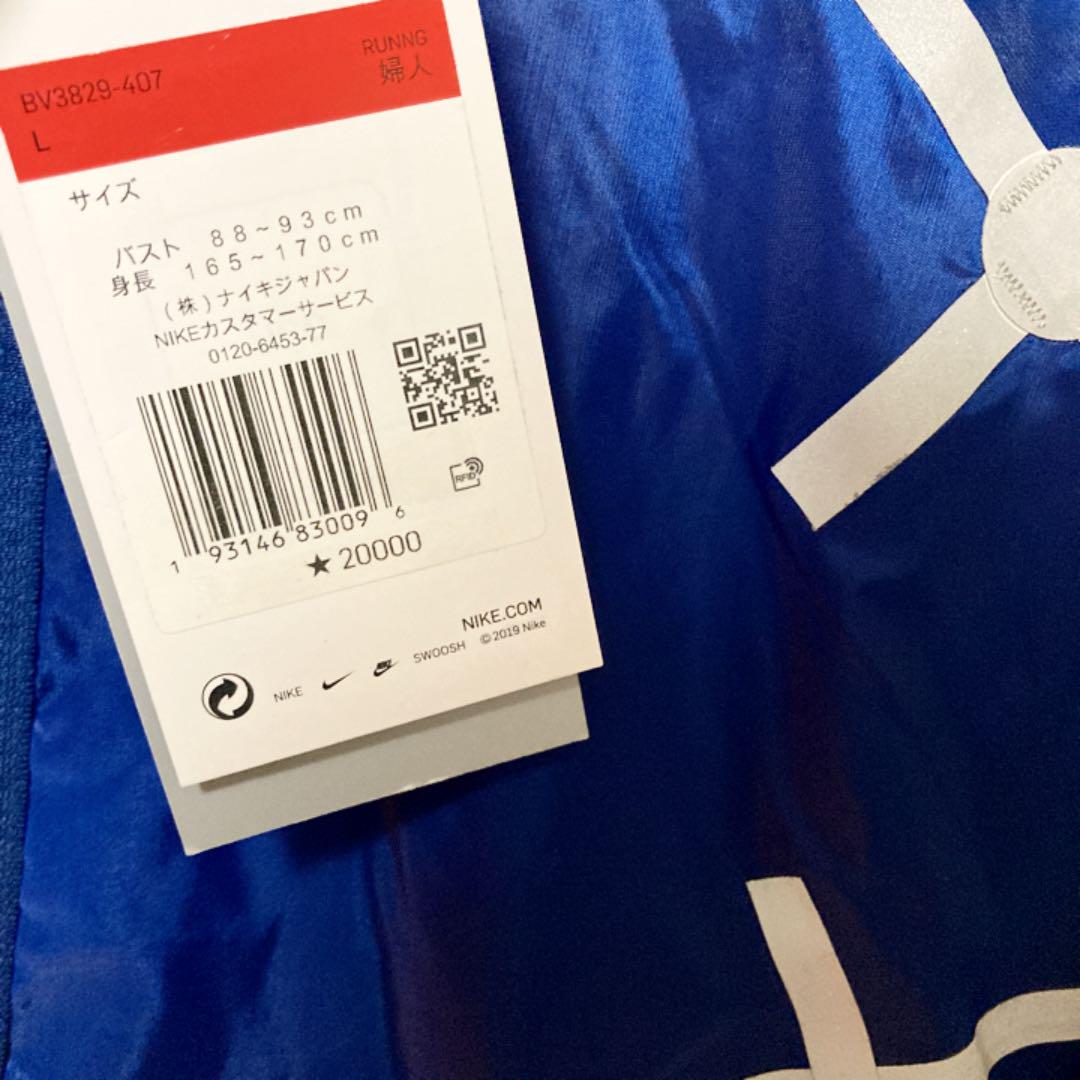 RUNNG
BV3829-407
婦人
L
サイズ
バスト 88~93cm
身長 165~170cm
(株)ナイキジャパン
NIKEカスタマーサービス
0120-6453-77
RFID
1 93146 83009 6
★20000
NIKE.COM
©2019 Nike
NIKE SWOOSH